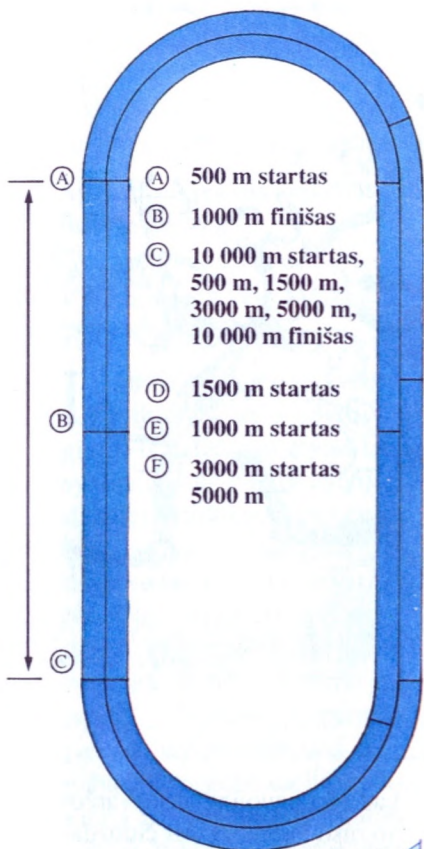 Ⓐ Ⓐ 500 m startas
Ⓑ 1000 m finišas
Ⓒ 10 000 m startas,
500 m, 1500 m,
3000 m, 5000 m,
10 000 m finišas
Ⓓ 1500 m startas
Ⓑ Ⓔ 1000 m startas
Ⓕ 3000 m startas
5000 m
Ⓒ